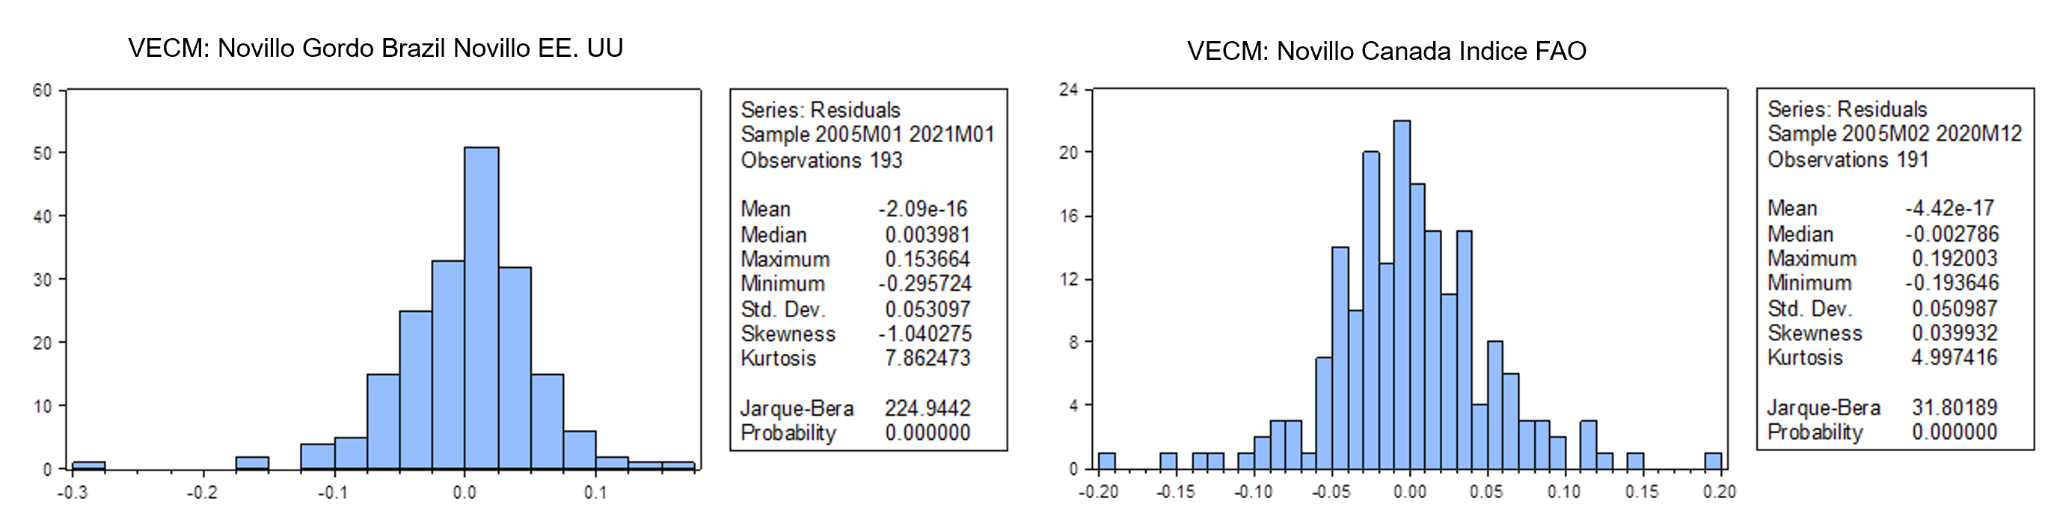 VECM: Novillo Gordo Brazil Novillo EE. UU
60
50
40
30
20
10
0
-0.3
-0.2
-0.1
0.0
0.1
Series: Residuals
Sample 2005M01 2021M01
Observations 193
Mean -2.09e-16
Median 0.003981
Maximum 0.153664
Minimum -0.295724
Std. Dev. 0.053097
Skewness -1.040275
Kurtosis 7.862473
Jarque-Bera 224.9442
Probability 0.000000
VECM: Novillo Canada Indice FAO
24
20
16
12
8
4
0
-0.20
-0.15
-0.10
-0.05
0.00
0.05
0.10
0.15
0.20
Series: Residuals
Sample 2005M02 2020M12
Observations 191
Mean -4.42e-17
Median -0.002786
Maximum 0.192003
Minimum -0.193646
Std. Dev. 0.050987
Skewness 0.039932
Kurtosis 4.997416
Jarque-Bera 31.80189
Probability 0.000000